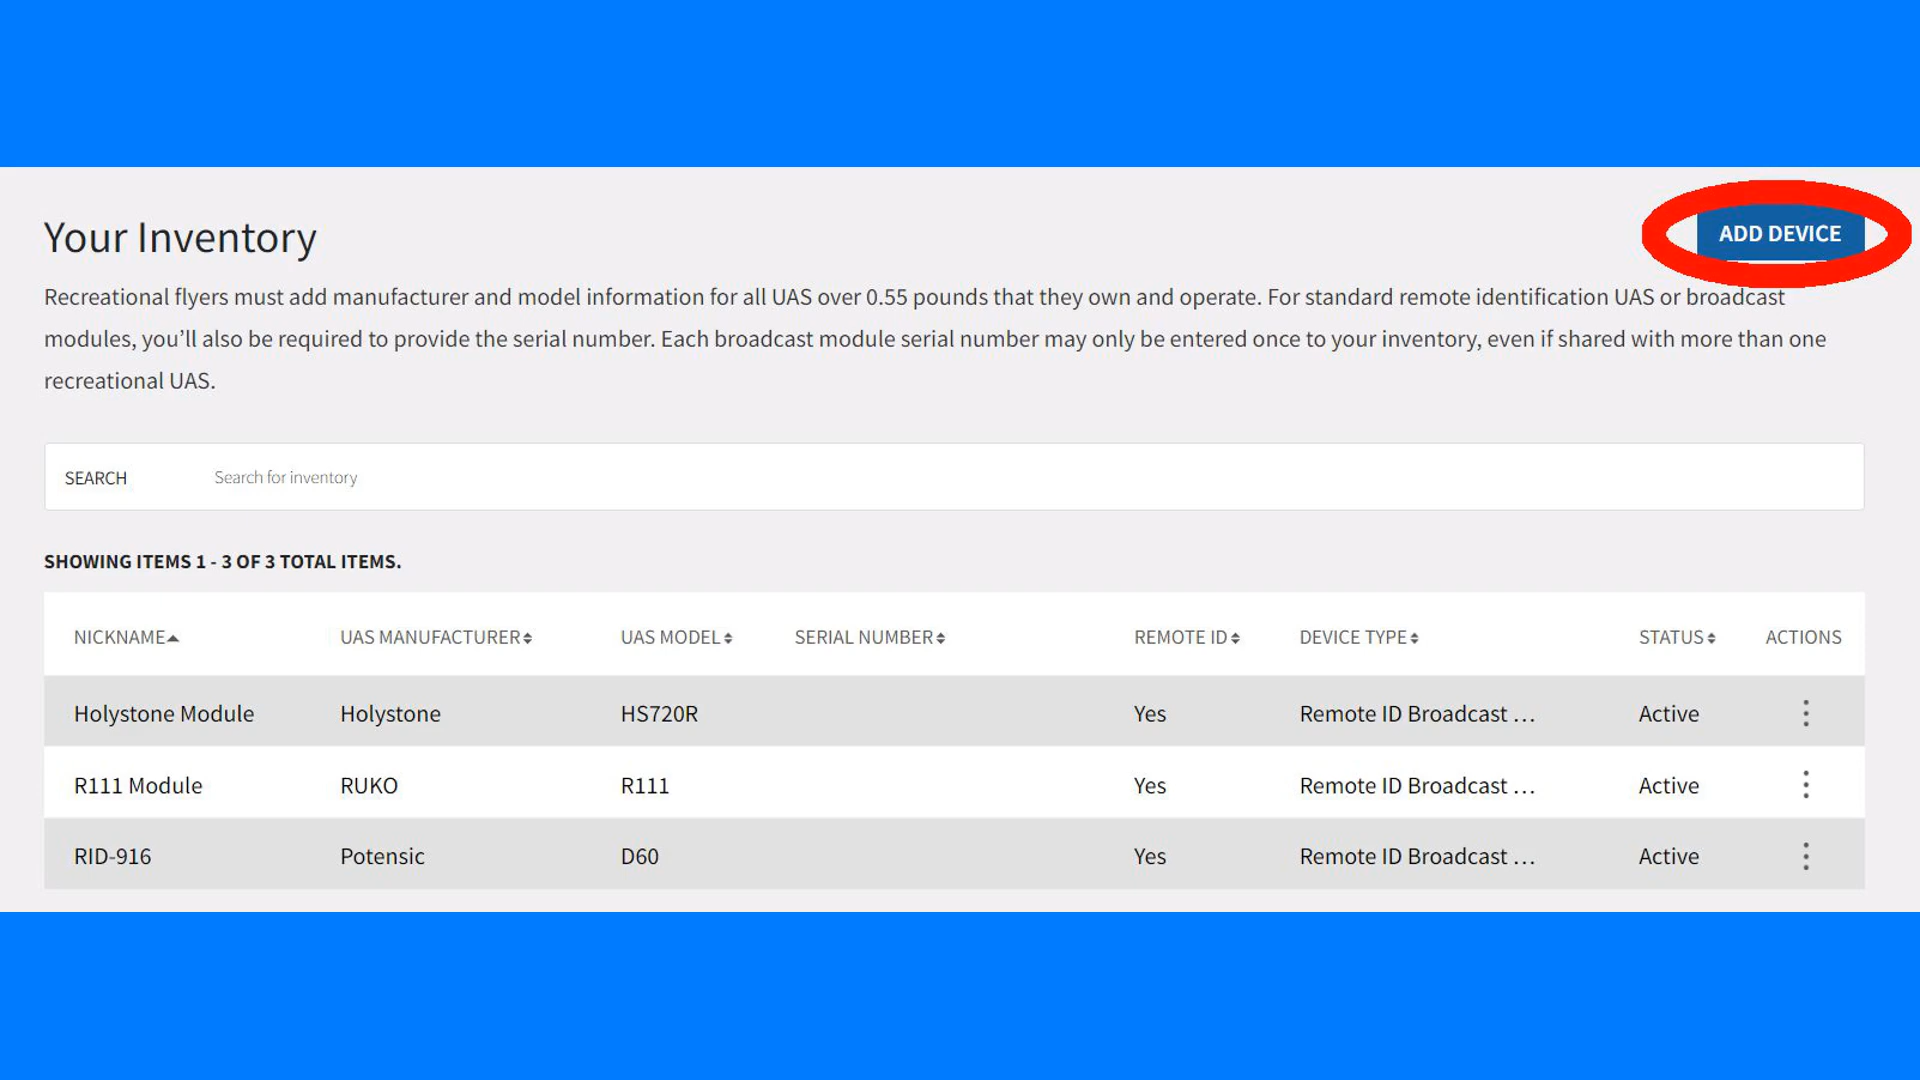 Your Inventory
ADD DEVICE
Recreational flyers must add manufacturer and model information for all UAS over 0.55 pounds that they own and operate. For standard remote identification UAS or broadcast
modules, you’ll also be required to provide the serial number. Each broadcast module serial number may only be entered once to your inventory, even if shared with more than one
recreational UAS.
SEARCH Search for inventory
SHOWING ITEMS 1 - 3 OF 3 TOTAL ITEMS.
NICKNAME UAS MANUFACTURER UAS MODEL SERIAL NUMBER REMOTE ID DEVICE TYPE STATUS ACTIONS
Holystone Module Holystone HS720R Yes Remote ID Broadcast ... Active
R111 Module RUKO R111 Yes Remote ID Broadcast ... Active
RID-916 Potensic D60 Yes Remote ID Broadcast ... Active